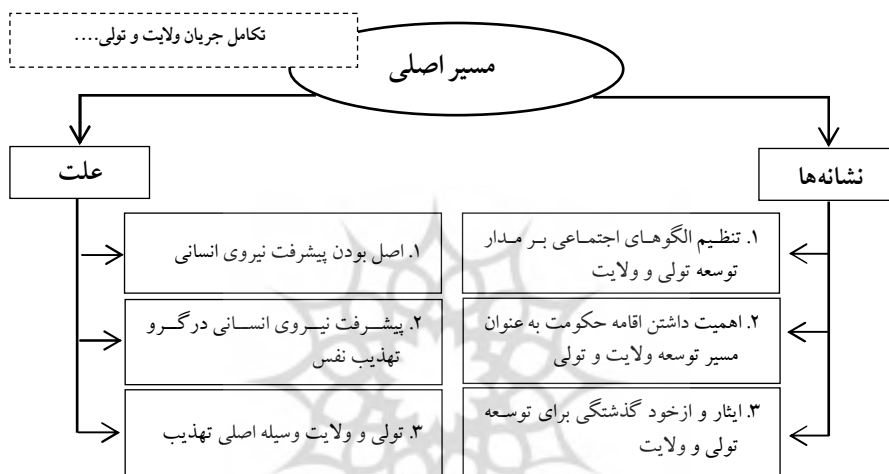 تکامل جریان ولایت و تولی....
مسیر اصلی
نشانه‌ها
۱. تنظیم الگوهای اجتماعی بر مدار
توسعه تولی و ولایت
۲. اهمیت داشتن اقامه حکومت به عنوان
مسیر توسعه ولایت و تولی
۳. ایثار و ازخود گذشتگی برای توسعه
تولی و ولایت
علت
۱. اصل بودن پیشرفت نیروی انسانی
۲. پیشرفت نیروی انسانی درگرو
تهذیب نفس
۳. تولی و ولایت وسیله اصلی تهذیب